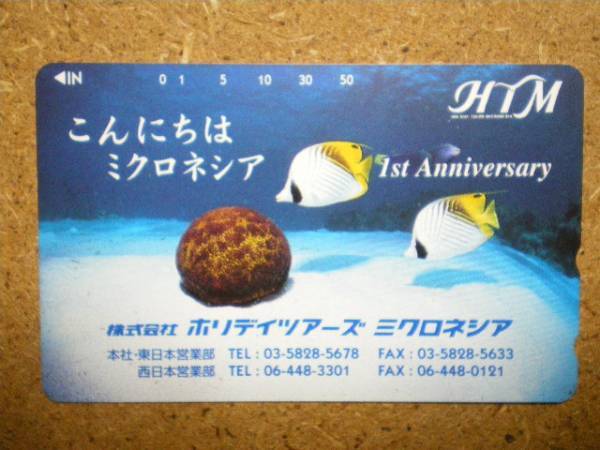 ◀IN 0 1 5 10 30 50
HTM
こんにちは
ミクロネシア
1st Anniversary
株式会社 ホリデイツアーズ ミクロネシア
本社・東日本営業部 TEL：03-5828-5678 FAX：03-5828-5633
西日本営業部 TEL：06-448-3301 FAX：06-448-0121